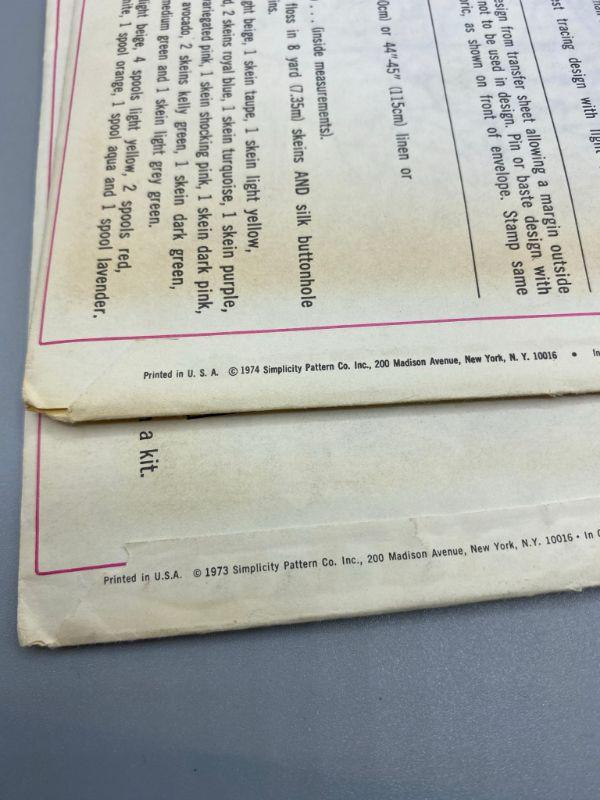 est tracing design with light
esign from transfer sheet allowing a margin outside
not to be used in design. Pin or baste design with
ric, as shown on front of envelope. Stamp same
0cm) or 44"-45" (115cm) linen or
. . . (inside measurements).
floss in 8 yard (7.35m) skeins AND silk buttonhole
ins.
ght beige, 1 skein taupe, 1 skein light yellow,
d, 2 skeins royal blue, 1 skein turquoise, 1 skein purple,
variegated pink, 1 skein shocking pink, 1 skein dark pink,
avocado, 2 skeins kelly green, 1 skein dark green,
medium green and 1 skein light grey green.
light beige, 4 spools light yellow, 2 spools red,
hite, 1 spool orange, 1 spool aqua and 1 spool lavender.
Printed in U. S. A. © 1974 Simplicity Pattern Co. Inc., 200 Madison Avenue, New York, N. Y. 10016 • In
a kit.
Printed in U.S.A. © 1973 Simplicity Pattern Co. Inc., 200 Madison Avenue, New York, N.Y. 10016 • In